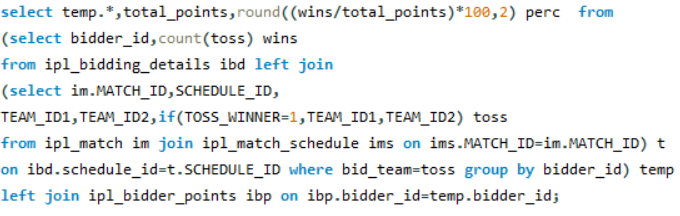 select temp.*,total_points,round((wins/total_points)*100,2) perc  from
(select bidder_id,count(toss) wins
from ipl_bidding_details ibd left join
(select im.MATCH_ID,SCHEDULE_ID,
TEAM_ID1,TEAM_ID2,if(TOSS_WINNER=1,TEAM_ID1,TEAM_ID2) toss
from ipl_match im join ipl_match_schedule ims on ims.MATCH_ID=im.MATCH_ID) t
on ibd.schedule_id=t.SCHEDULE_ID where bid_team=toss group by bidder_id) temp
left join ipl_bidder_points ibp on ibp.bidder_id=temp.bidder_id;